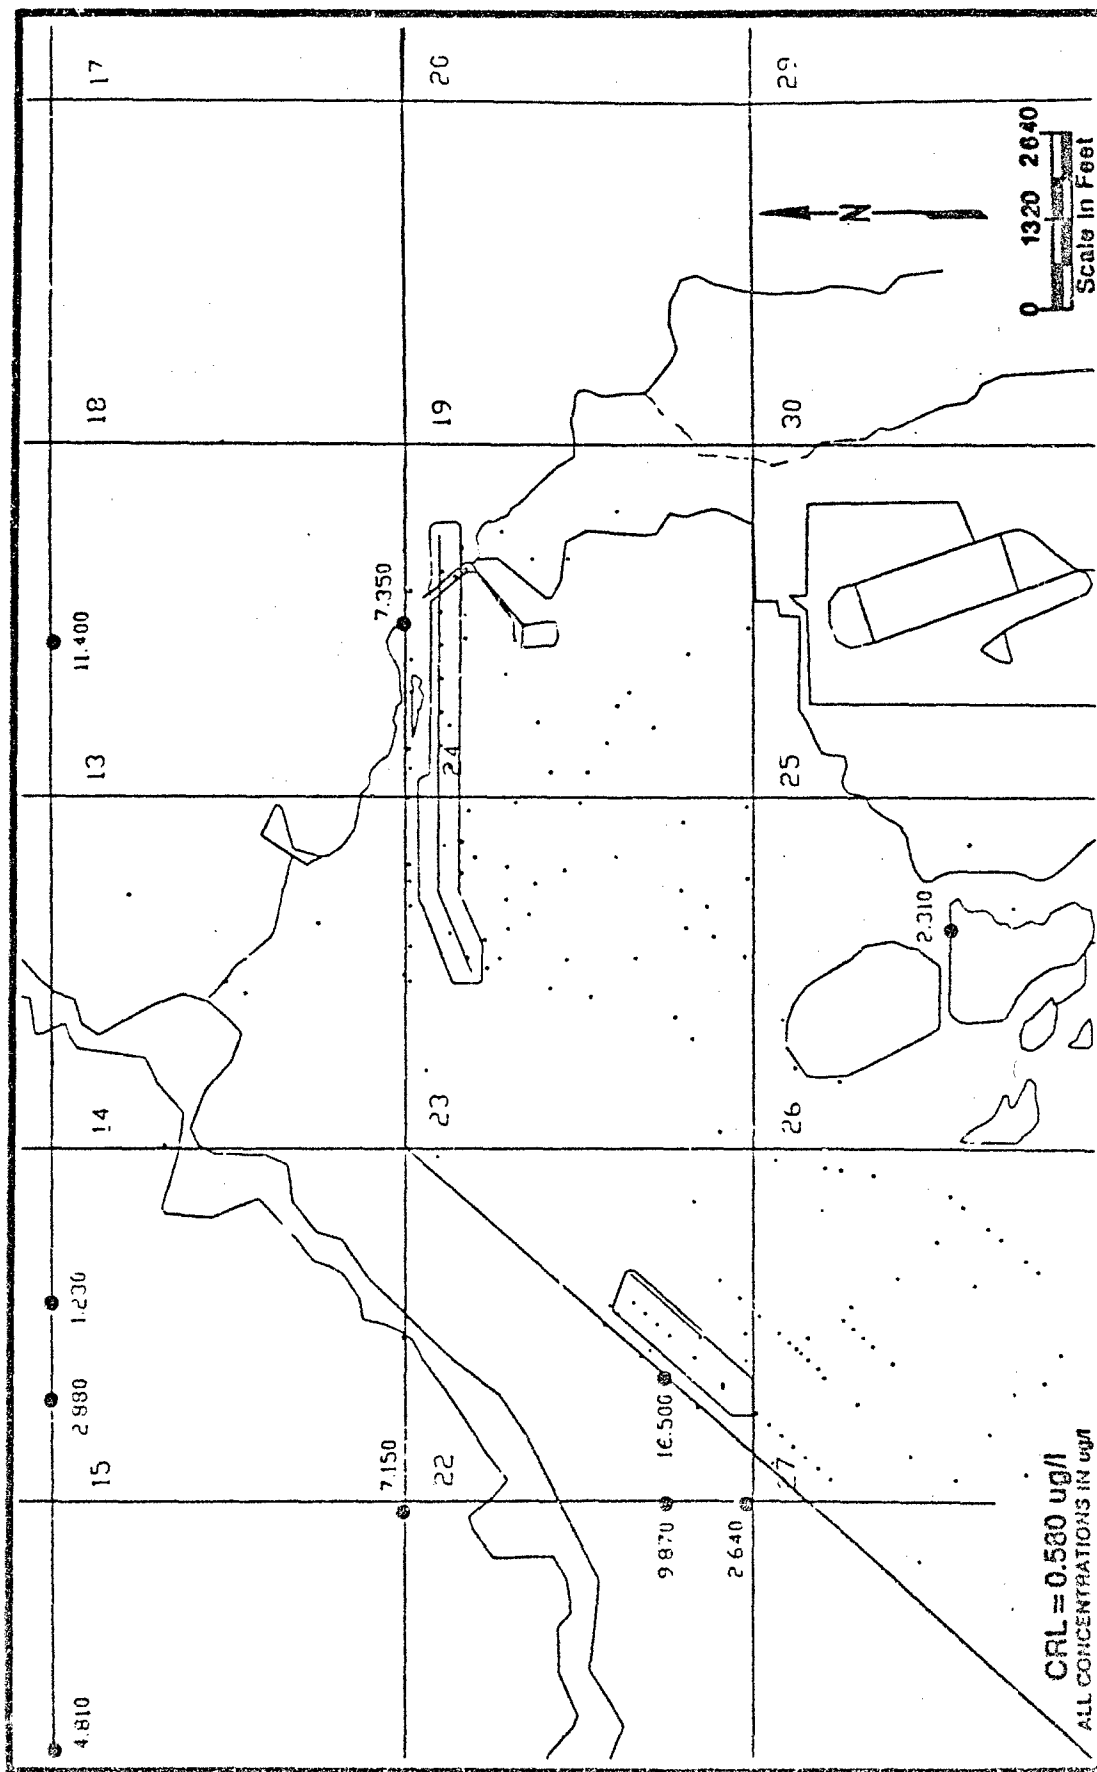 4.810 2.980 1.230 11.400
15 14 13 18 17
7.150 7.350
22 23 24 19 20
9 870 16.500
2 640
27 26 25 30 29
N
2.310
0 1320 2640
CRL = 0.580 ug/l
Scale in Feet
ALL CONCENTRATIONS IN ug/l